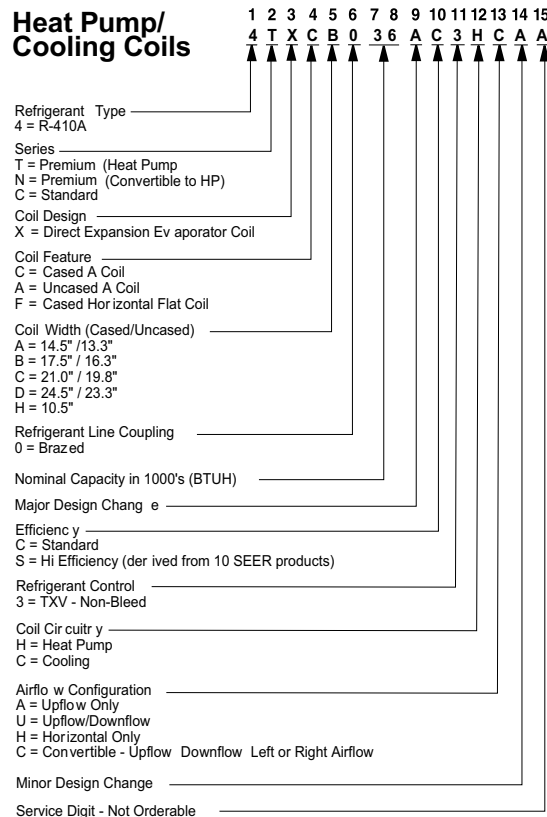 Heat Pump/
Cooling Coils
1 2 3 4 5 6 7 8 9 10 11 12 13 14 15
4 T X C B 0 3 6 A C 3 H C A A
Refrigerant Type
4 = R-410A
Series
T = Premium (Heat Pump
N = Premium (Convertible to HP)
C = Standard
Coil Design
X = Direct Expansion Ev aporator Coil
Coil Feature
C = Cased A Coil
A = Uncased A Coil
F = Cased Hor izontal Flat Coil
Coil Width (Cased/Uncased)
A = 14.5" /13.3"
B = 17.5" / 16.3"
C = 21.0" / 19.8"
D = 24.5" / 23.3"
H = 10.5"
Refrigerant Line Coupling
0 = Brazed
Nominal Capacity in 1000's (BTUH)
Major Design Chang e
Efficienc y
C = Standard
S = Hi Efficiency (der ived from 10 SEER products)
Refrigerant Control
3 = TXV - Non-Bleed
Coil Cir cuitr y
H = Heat Pump
C = Cooling
Airflo w Configuration
A = Upflow Only
U = Upflow/Downflow
H = Horizontal Only
C = Convertible - Upflow Downflow Left or Right Airflow
Minor Design Change
Service Digit - Not Orderable